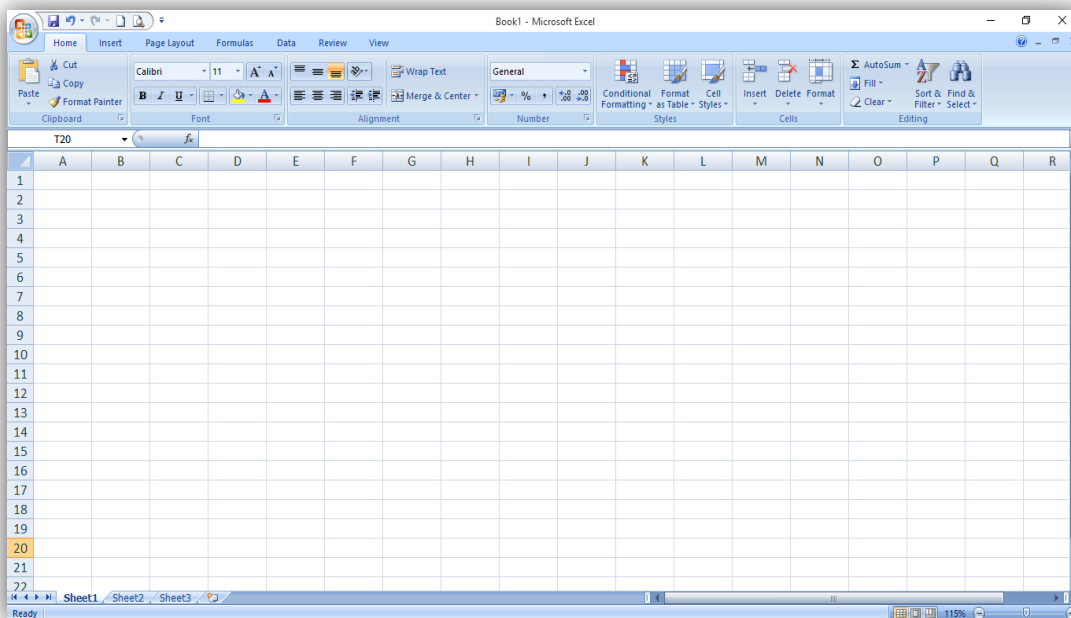 Book1 - Microsoft Excel
Home Insert Page Layout Formulas Data Review View
Paste
Cut
Copy
Format Painter
Clipboard
Calibri 11 A A
B I U A
Font
Wrap Text
Merge & Center
Alignment
General
% , .00 .00
Number
Conditional Formatting
Format as Table
Cell Styles
Styles
Insert Delete Format
Cells
Σ AutoSum
Fill
Clear
Sort & Filter
Find & Select
Editing
T20 fx
A B C D E F G H I J K L M N O P Q R
1
2
3
4
5
6
7
8
9
10
11
12
13
14
15
16
17
18
19
20
21
22
Sheet1 Sheet2 Sheet3
Ready 115%